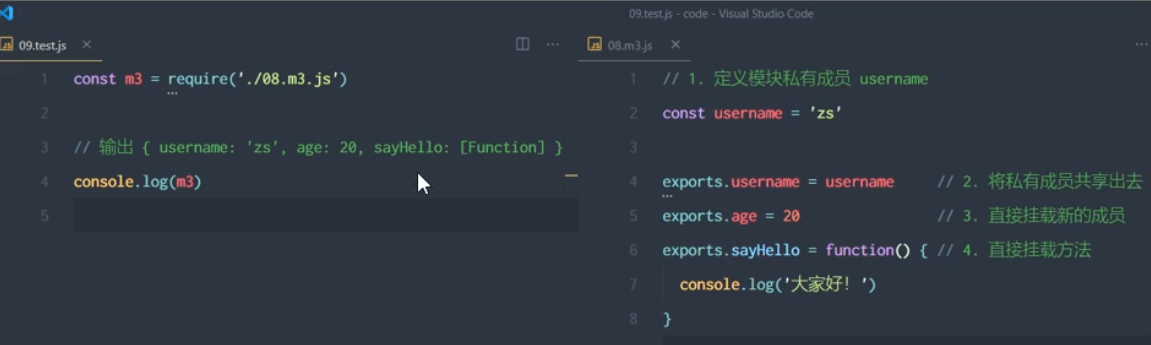 09.test.js - code - Visual Studio Code
JS 09.test.js ×
1 const m3 = require('./08.m3.js')
2
3 // 输出 { username: 'zs', age: 20, sayHello: [Function] }
4 console.log(m3)
5
JS 08.m3.js ×
1 // 1. 定义模块私有成员 username
2 const username = 'zs'
3
4 exports.username = username // 2. 将私有成员共享出去
5 exports.age = 20 // 3. 直接挂载新的成员
6 exports.sayHello = function() { // 4. 直接挂载方法
7 console.log('大家好！')
8 }